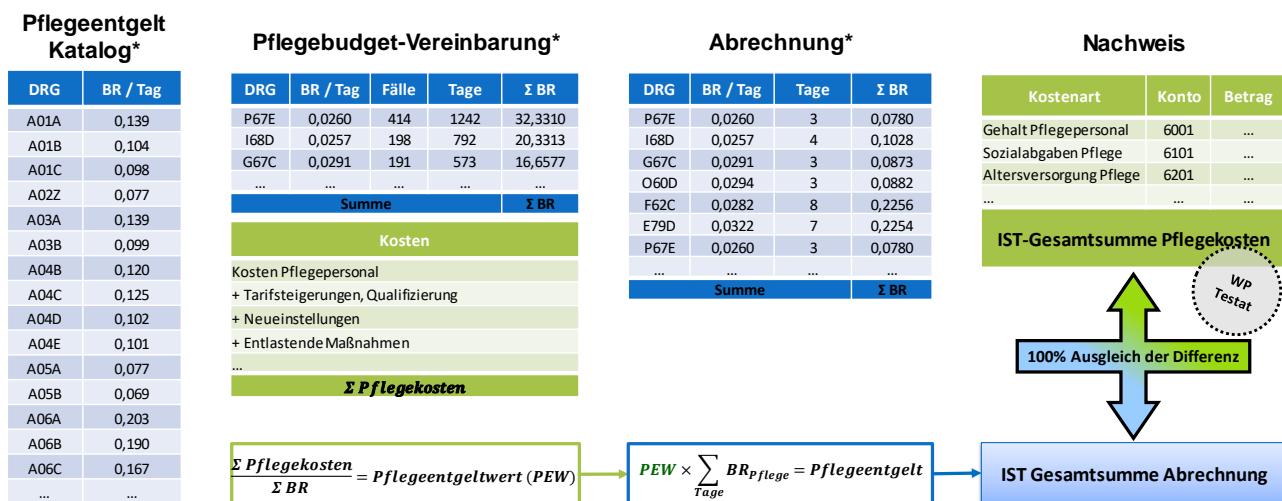 Pflegeentgelt
Katalog*
DRG BR / Tag
A01A 0,139
A01B 0,104
A01C 0,098
A02Z 0,077
A03A 0,139
A03B 0,099
A04B 0,120
A04C 0,125
A04D 0,102
A04E 0,101
A05A 0,077
A05B 0,069
A06A 0,203
A06B 0,190
A06C 0,167
... ...
Pflegebudget-Vereinbarung*
DRG BR / Tag Fälle Tage Σ BR
P67E 0,0260 414 1242 32,3310
I68D 0,0257 198 792 20,3313
G67C 0,0291 191 573 16,6577
... ... ... ... ...
Summe Σ BR
Kosten
Kosten Pflegepersonal
+ Tarifsteigerungen, Qualifizierung
+ Neueinstellungen
+ Entlastende Maßnahmen
...
Σ Pflegekosten
Σ Pflegekosten / Σ BR = Pflegeentgeltwert (PEW)
Abrechnung*
DRG BR / Tag Tage Σ BR
P67E 0,0260 3 0,0780
I68D 0,0257 4 0,1028
G67C 0,0291 3 0,0873
O60D 0,0294 3 0,0882
F62C 0,0282 8 0,2256
E79D 0,0322 7 0,2254
P67E 0,0260 3 0,0780
... ... ... ...
Summe Σ BR
PEW × ∑ Tage BR Pflege = Pflegeentgelt
Nachweis
Kostenart Konto Betrag
Gehalt Pflegepersonal 6001 ...
Sozialabgaben Pflege 6101 ...
Altersversorgung Pflege 6201 ...
... ... ...
IST-Gesamtsumme Pflegekosten
WP
Testat
100% Ausgleich der Differenz
IST Gesamtsumme Abrechnung